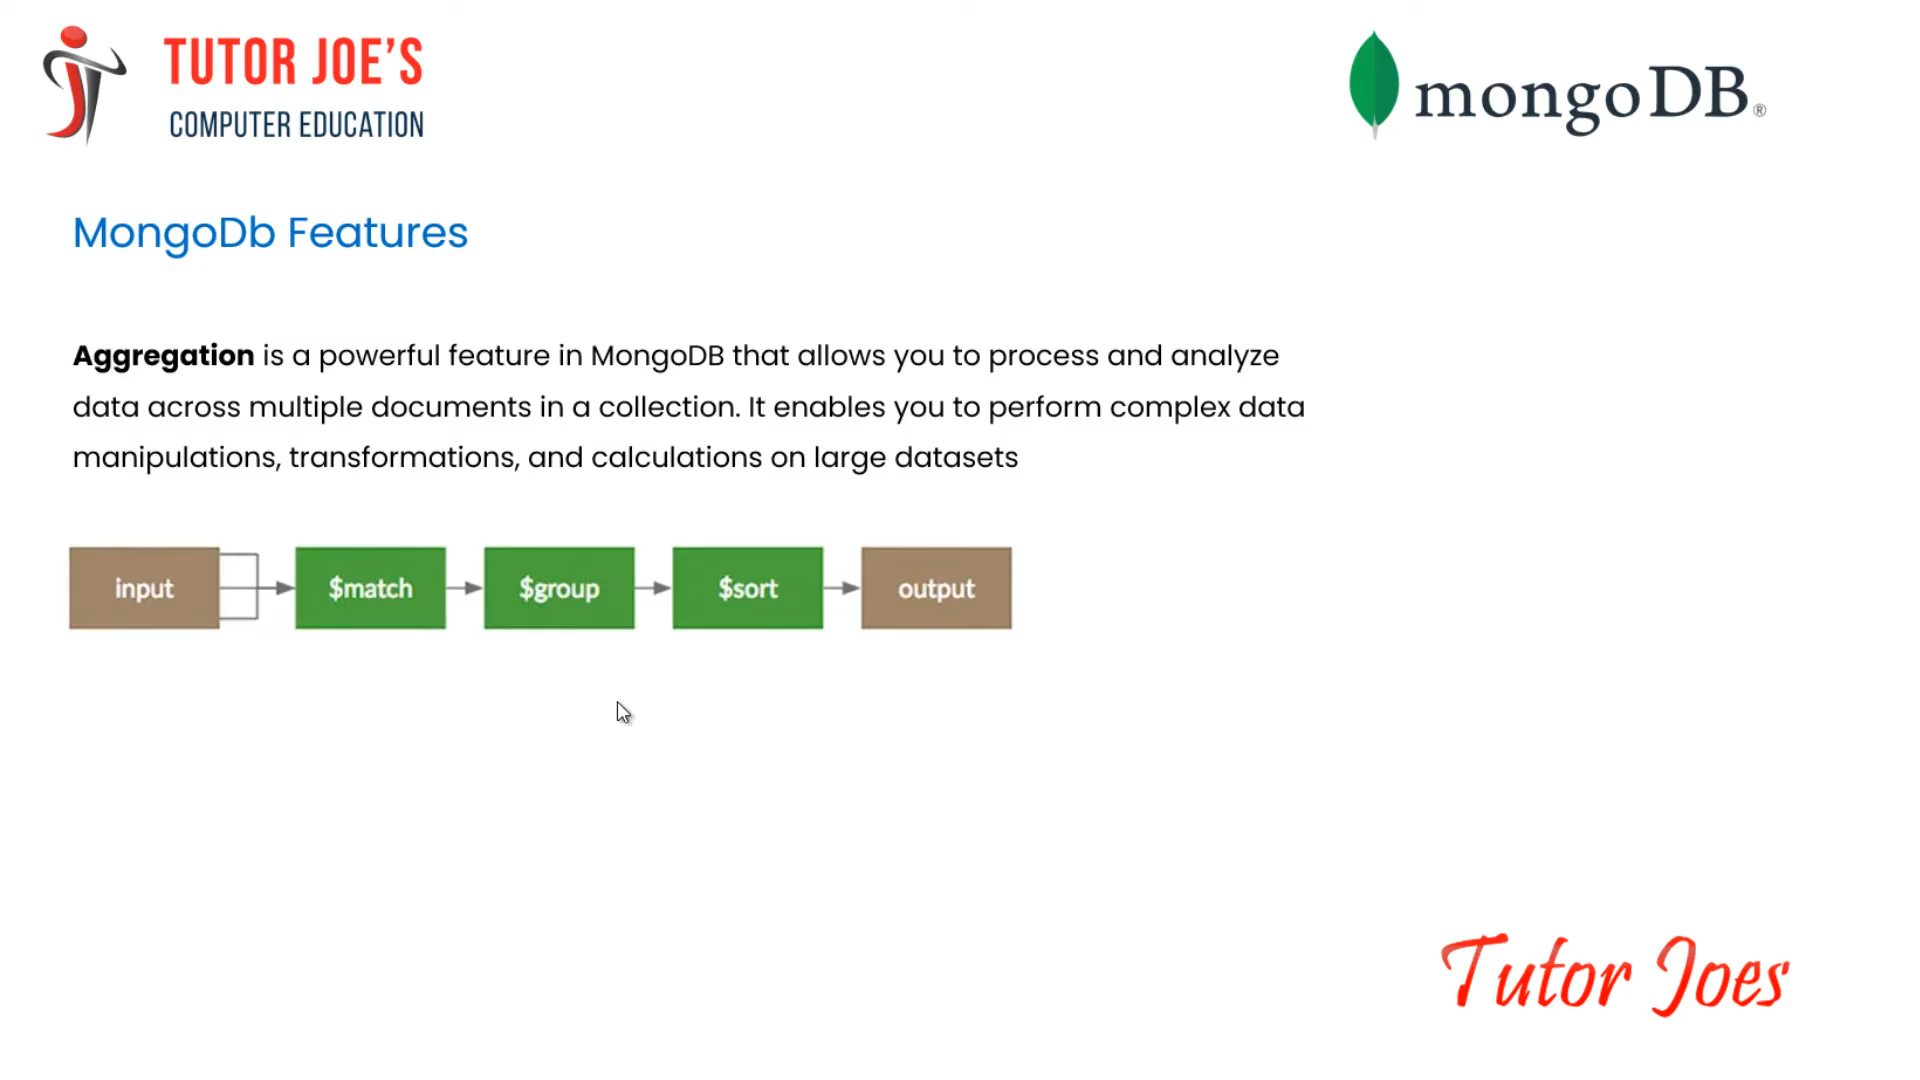 TUTOR JOE'S
COMPUTER EDUCATION
mongoDB®
MongoDb Features
Aggregation is a powerful feature in MongoDB that allows you to process and analyze
data across multiple documents in a collection. It enables you to perform complex data
manipulations, transformations, and calculations on large datasets
input $match $group $sort output
Tutor Joes